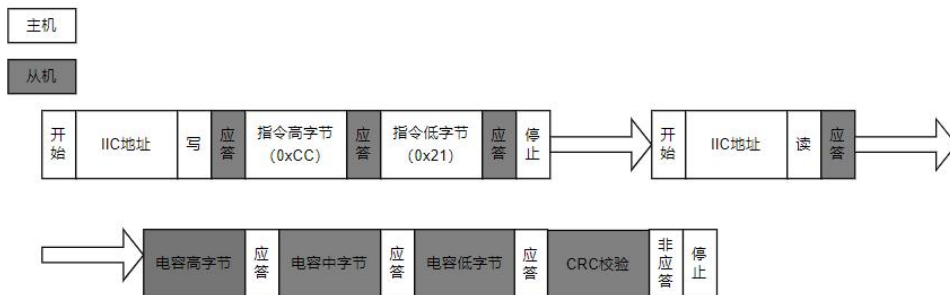 主机
从机
开始 IIC地址 写 应答 指令高字节（0xCC） 应答 指令低字节（0x21） 应答 停止 开始 IIC地址 读 应答
电容高字节 应答 电容中字节 应答 电容低字节 应答 CRC校验 非应答 停止